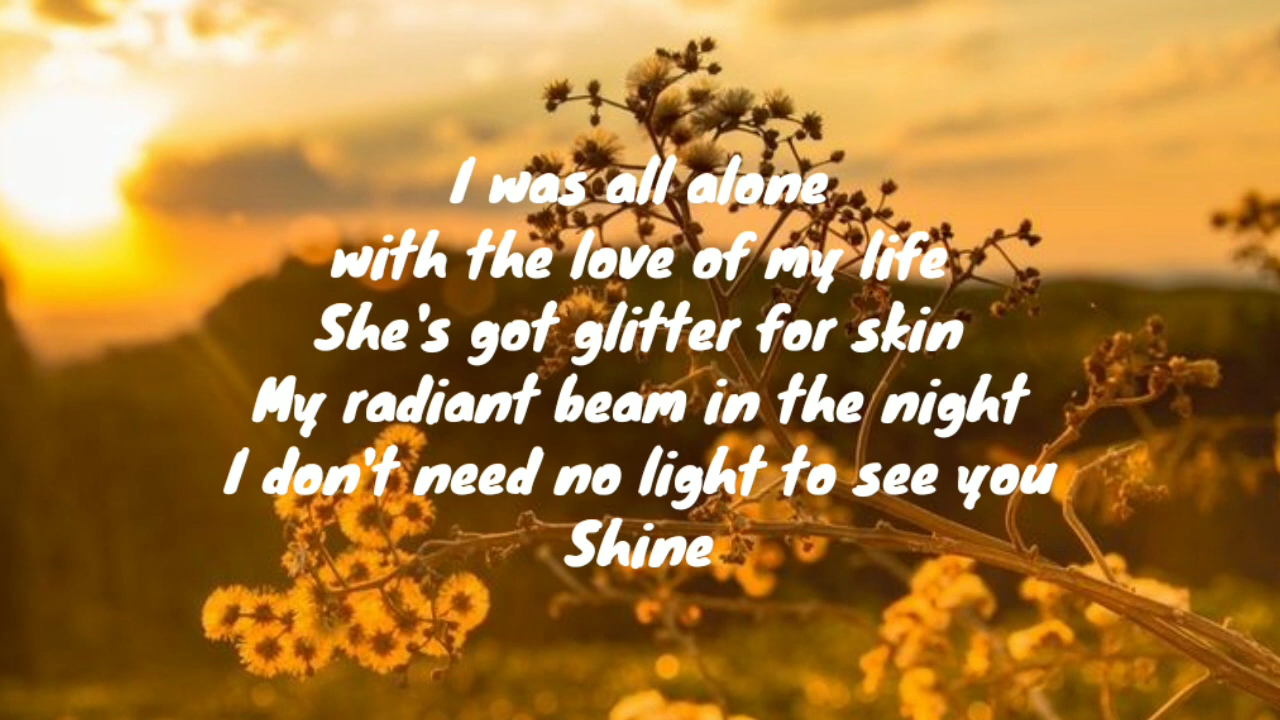 I was all alone
with the love of my life
She's got glitter for skin
My radiant beam in the night
I don't need no light to see you
Shine